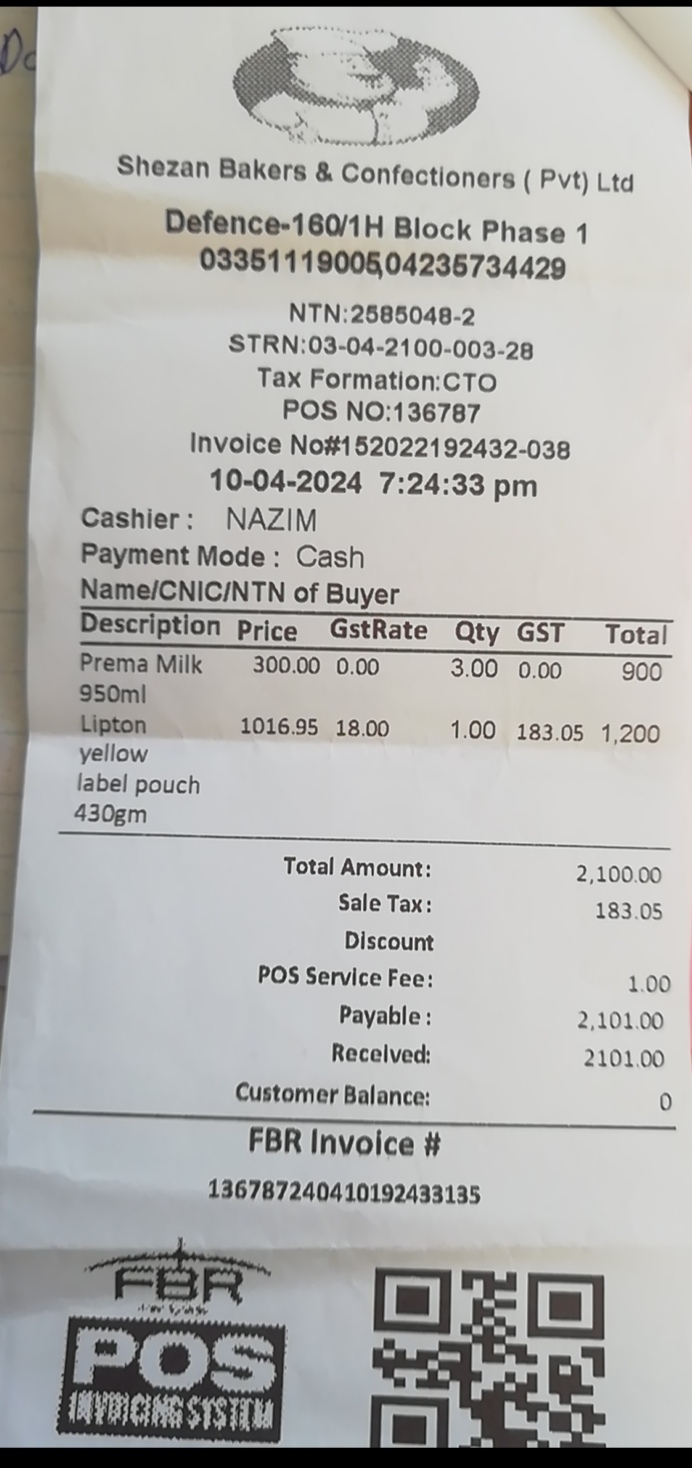 Shezan Bakers & Confectioners ( Pvt) Ltd
Defence-160/1H Block Phase 1
03351119005,04235734429
NTN:2585048-2
STRN:03-04-2100-003-28
Tax Formation:CTO
POS NO:136787
Invoice No#152022192432-038
10-04-2024 7:24:33 pm
Cashier : NAZIM
Payment Mode : Cash
Name/CNIC/NTN of Buyer
Description Price GstRate Qty GST Total
Prema Milk 300.00 0.00 3.00 0.00 900
950ml
Lipton 1016.95 18.00 1.00 183.05 1,200
yellow
label pouch
430gm
Total Amount: 2,100.00
Sale Tax: 183.05
Discount
POS Service Fee: 1.00
Payable : 2,101.00
Received: 2101.00
Customer Balance: 0
FBR Invoice #
136787240410192433135
FBR
POS
INVOICING SYSTEM